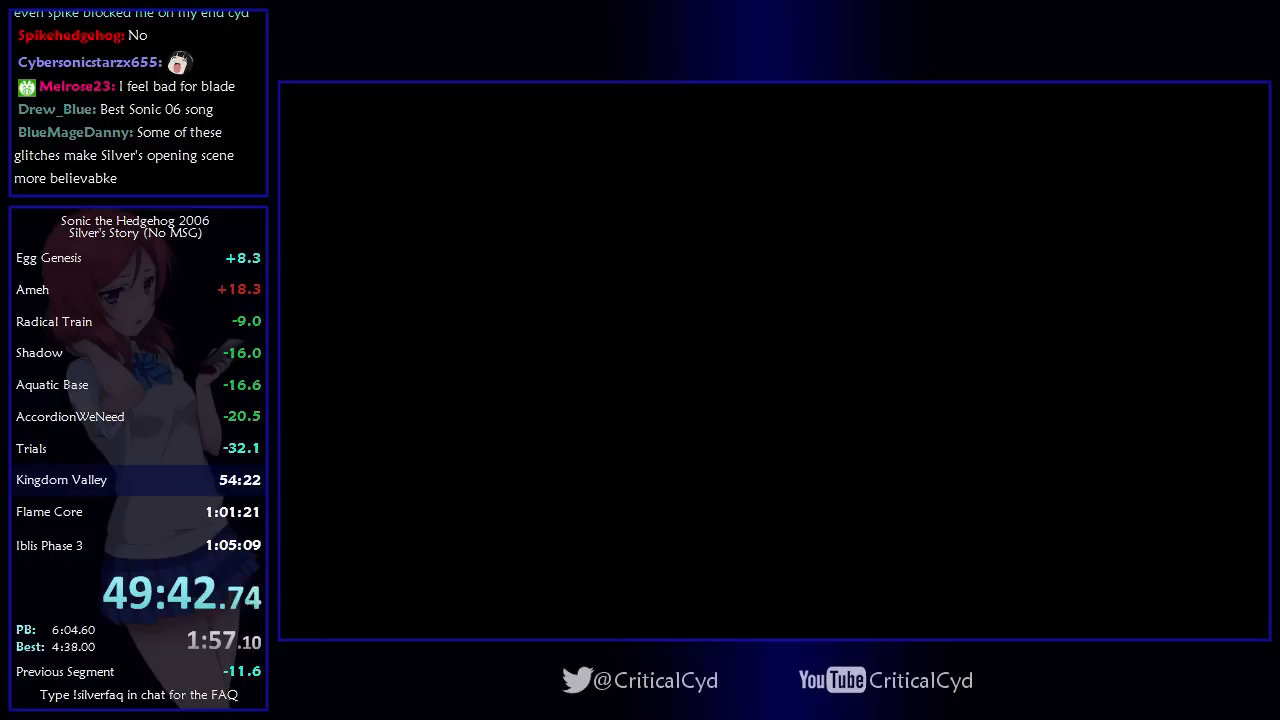 even spike blocked me on my end cyd
Spikehedgehog: No
Cybersonicstarzx655:
Melrose23: I feel bad for blade
Drew_Blue: Best Sonic 06 song
BlueMageDanny: Some of these
glitches make Silver's opening scene
more believabke
Sonic the Hedgehog 2006
Silver's Story (No MSG)
Egg Genesis +8.3
Ameh +18.3
Radical Train -9.0
Shadow -16.0
Aquatic Base -16.6
AccordionWeNeed -20.5
Trials -32.1
Kingdom Valley 54:22
Flame Core 1:01:21
Iblis Phase 3 1:05:09
49:42.74
PB: 6:04.60
Best: 4:38.00
1:57.10
Previous Segment -11.6
Type !silverfaq in chat for the FAQ
@CriticalCyd
YouTube CriticalCyd